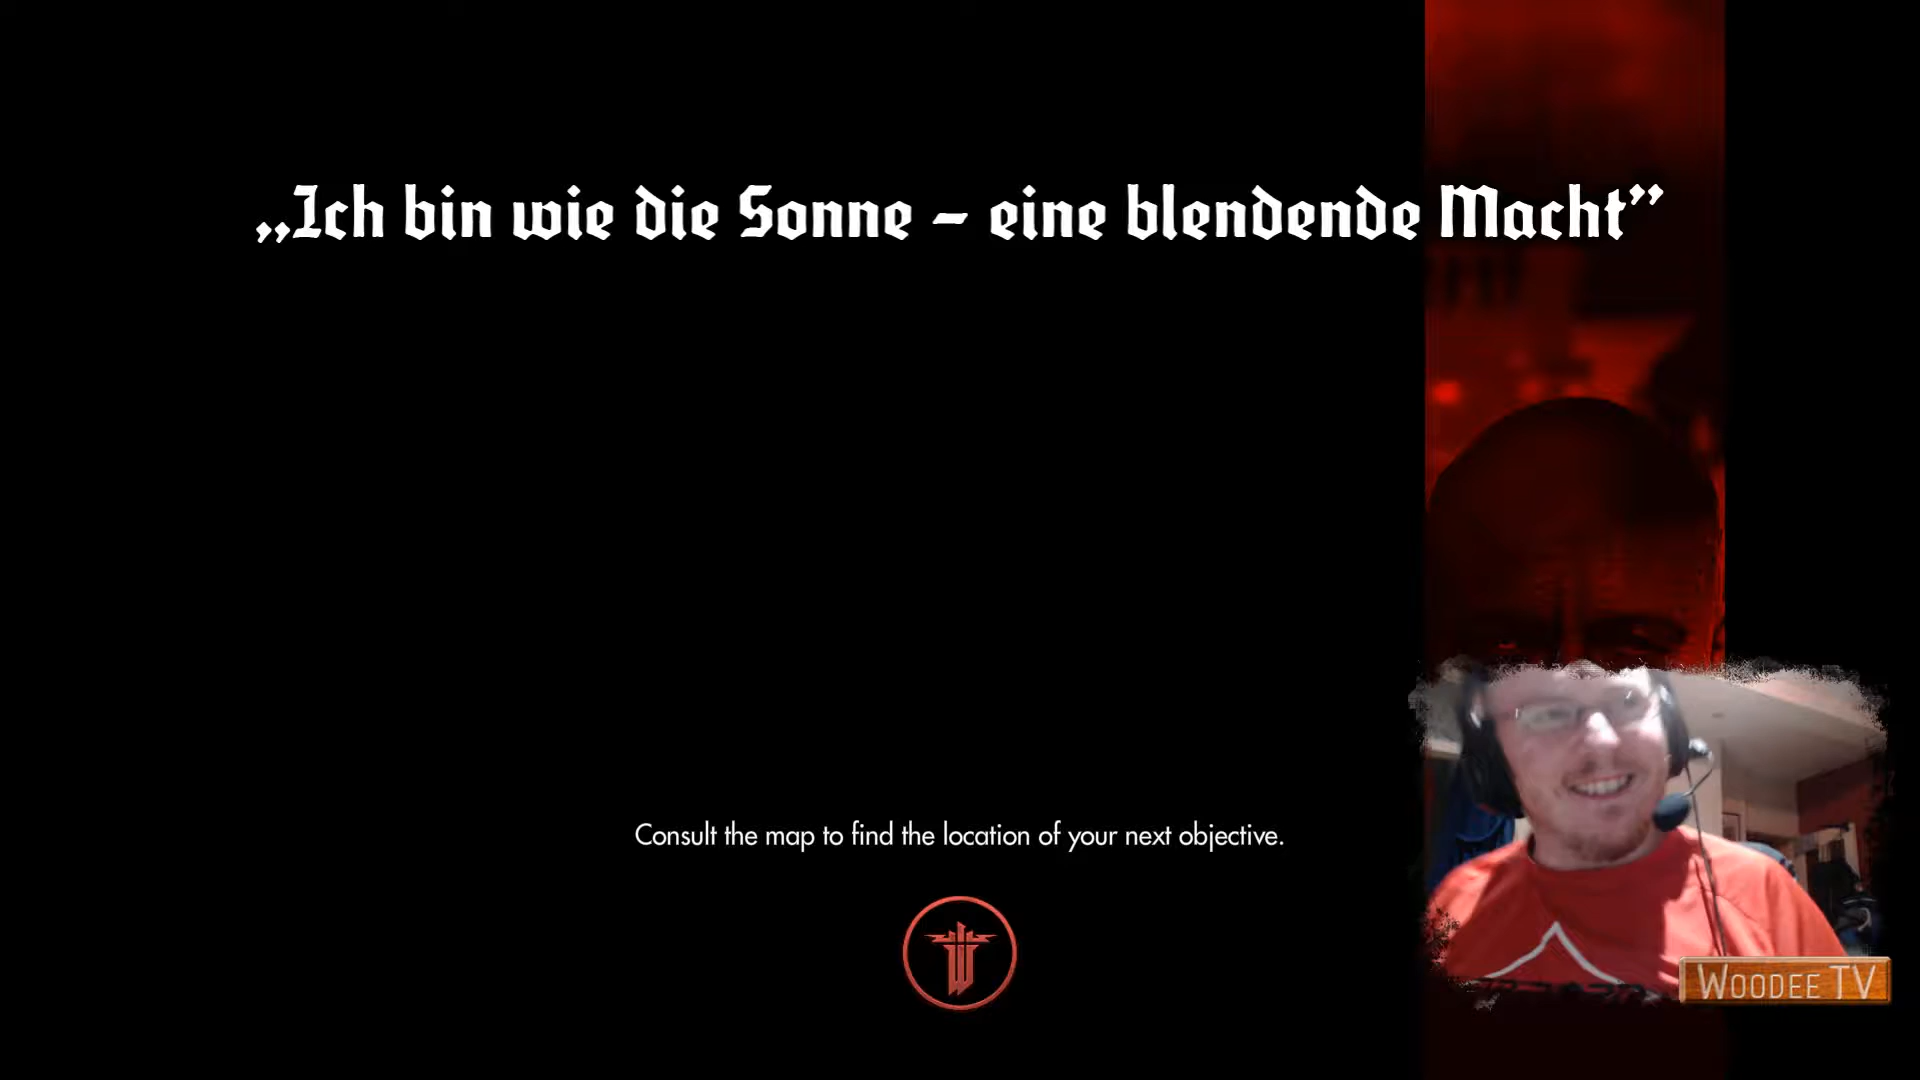 „Ich bin wie die Sonne – eine blendende Macht”
Consult the map to find the location of your next objective.
WOODEE TV